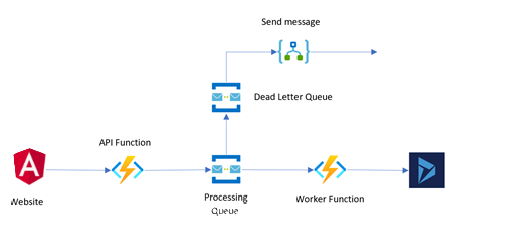 Send message
Dead Letter Queue
API Function
Website
Processing
Queue
Worker Function